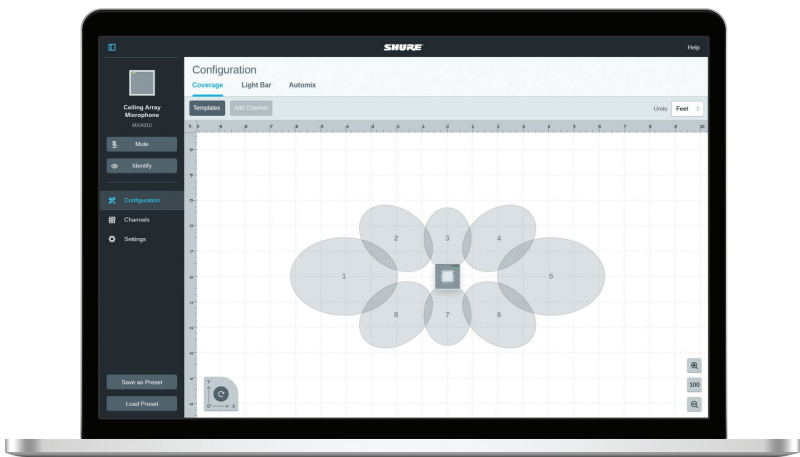 SHURE
Help
Ceiling Array
Microphone
MXA910
Mute
Identify
Configuration
Channels
Settings
Save as Preset
Load Preset
Configuration
Coverage Light Bar Automix
Templates Add Channel
Units Feet
1
2
3
4
5
6
7
8
Y
0 X
100